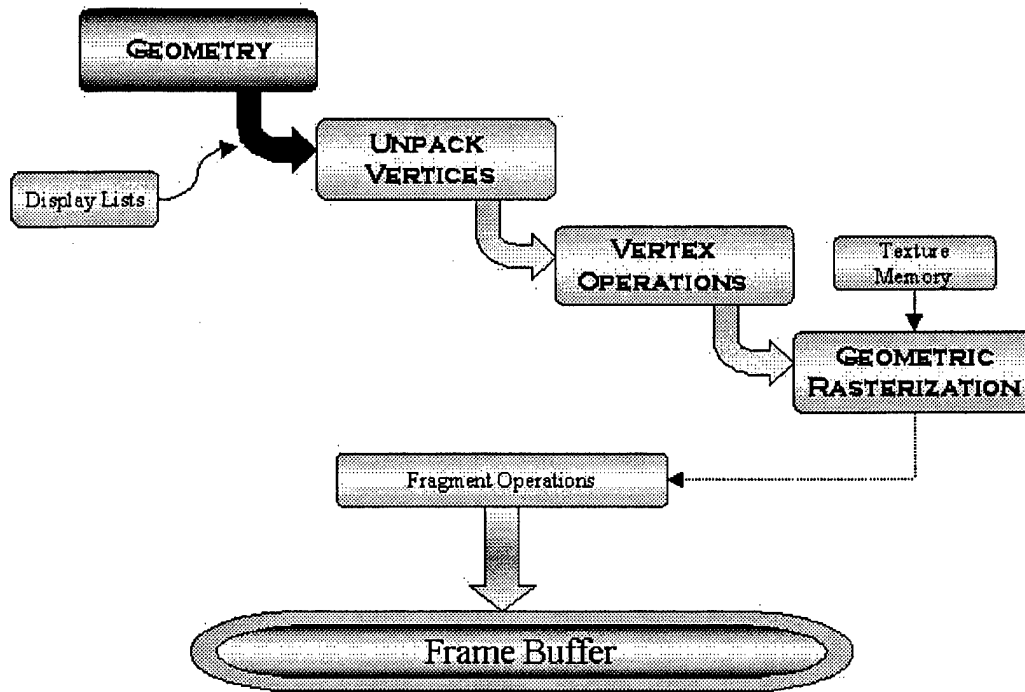 GEOMETRY
UNPACK
VERTICES
Display Lists
VERTEX
OPERATIONS
Texture
Memory
GEOMETRIC
RASTERIZATION
Fragment Operations
Frame Buffer